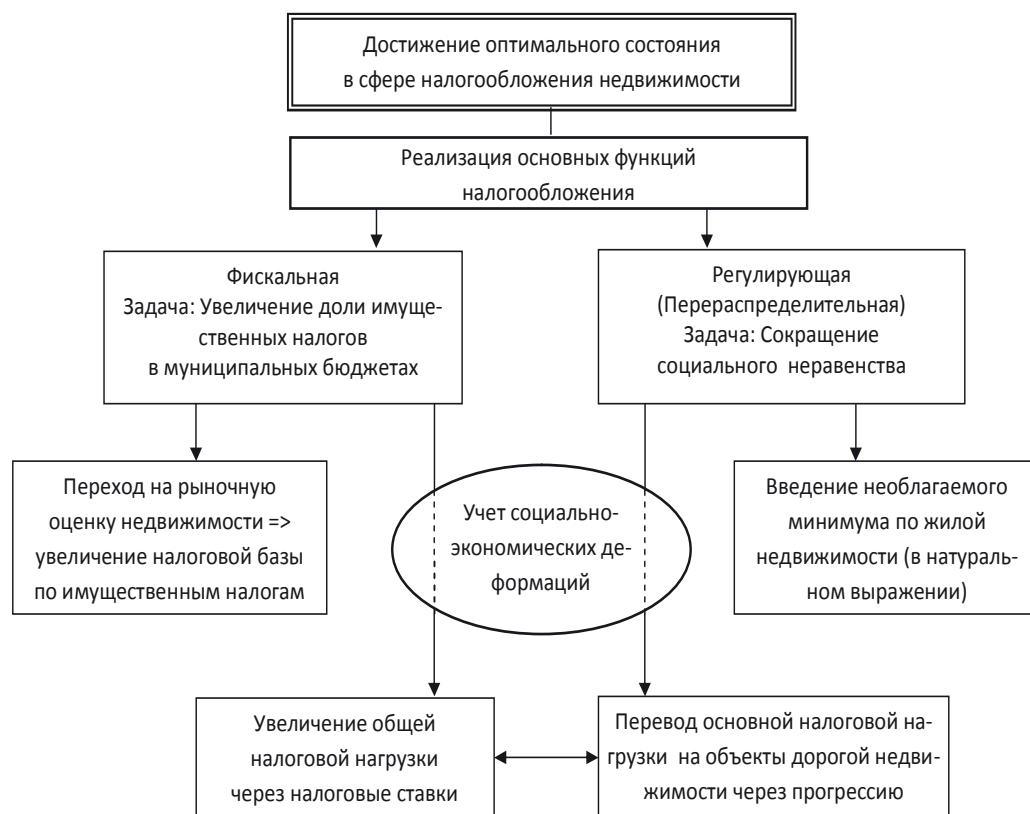 Достижение оптимального состояния
в сфере налогообложения недвижимости
Реализация основных функций
налогообложения
Фискальная
Задача: Увеличение доли имуще-
ственных налогов
в муниципальных бюджетах
Регулирующая
(Перераспределительная)
Задача: Сокращение
социального неравенства
Переход на рыночную
оценку недвижимости =>
увеличение налоговой базы
по имущественным налогам
Учет социально-
экономических де-
формаций
Введение необлагаемого
минимума по жилой
недвижимости (в натураль-
ном выражении)
Увеличение общей
налоговой нагрузки
через налоговые ставки
Перевод основной налоговой на-
грузки на объекты дорогой недви-
жимости через прогрессию